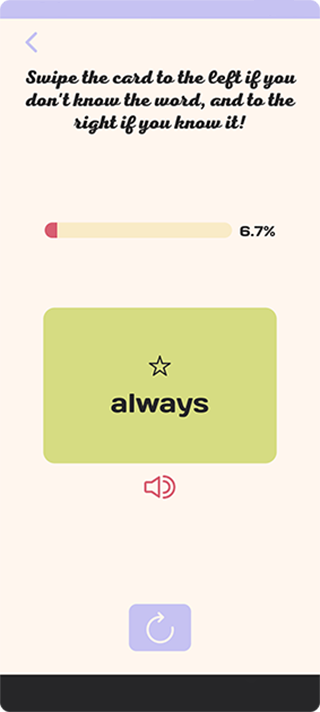 Swipe the card to the left if you
don't know the word, and to the
right if you know it!
6.7%
always